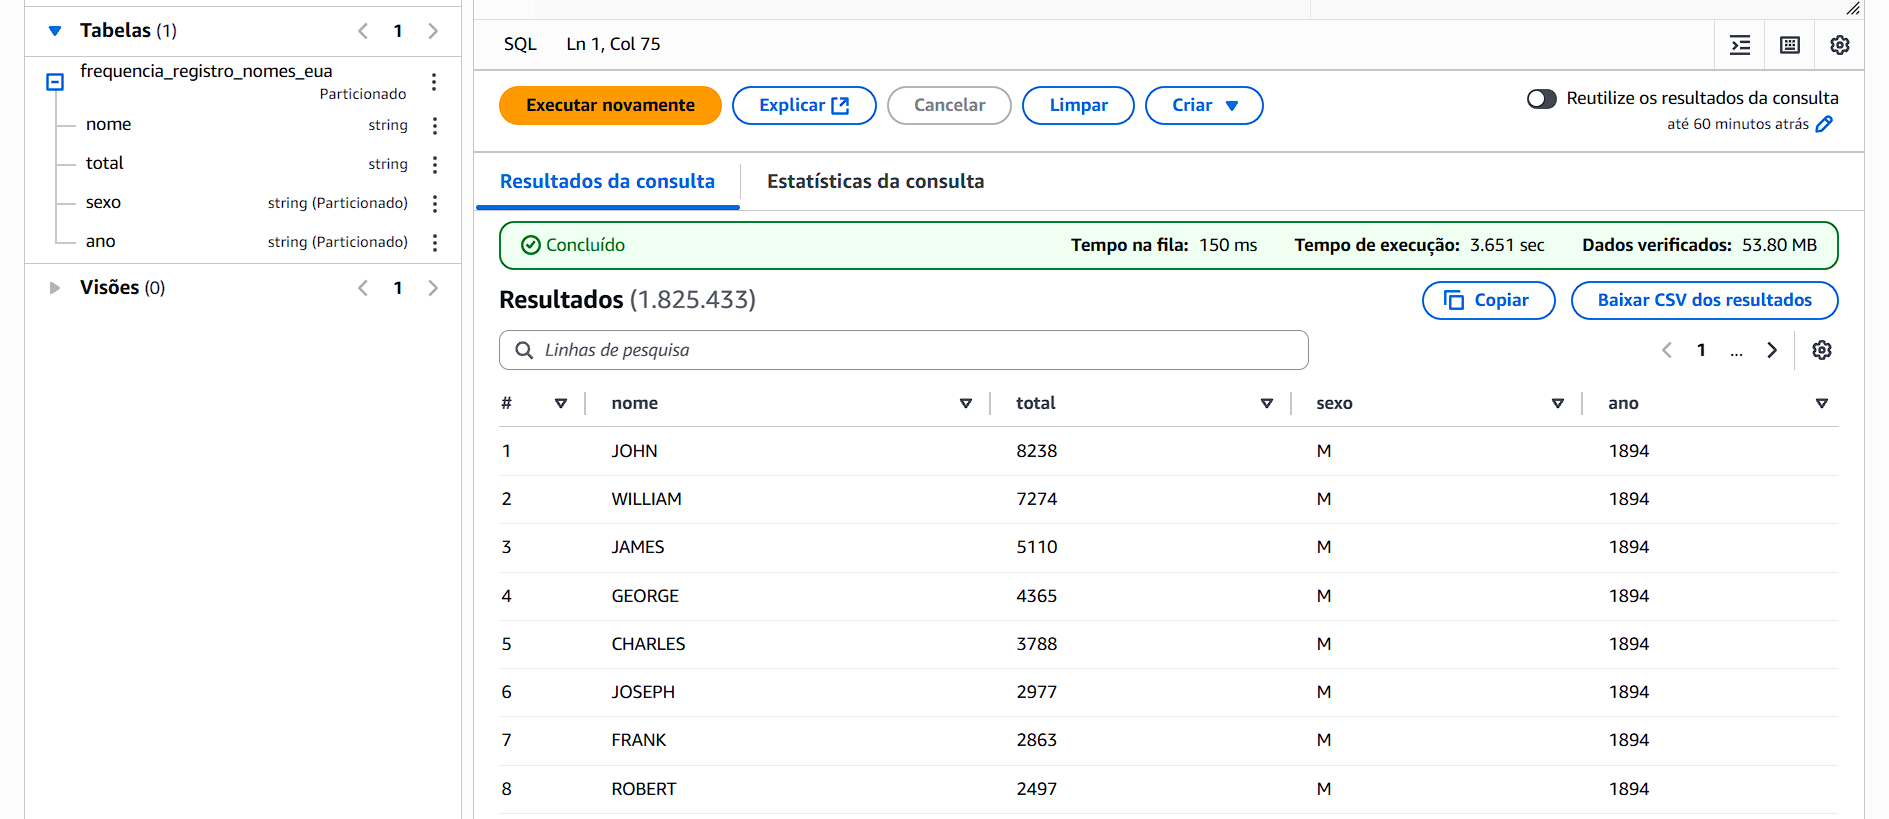 Tabelas (1) 1
frequencia_registro_nomes_eua
Particionado
nome string
total string
sexo string (Particionado)
ano string (Particionado)
Visões (0) 1
SQL Ln 1, Col 75
Executar novamente Explicar Cancelar Limpar Criar
Reutilize os resultados da consulta
até 60 minutos atrás
Resultados da consulta Estatísticas da consulta
Concluído Tempo na fila: 150 ms Tempo de execução: 3.651 sec Dados verificados: 53.80 MB
Resultados (1.825.433) Copiar Baixar CSV dos resultados
Linhas de pesquisa 1 ...
# nome total sexo ano
1 JOHN 8238 M 1894
2 WILLIAM 7274 M 1894
3 JAMES 5110 M 1894
4 GEORGE 4365 M 1894
5 CHARLES 3788 M 1894
6 JOSEPH 2977 M 1894
7 FRANK 2863 M 1894
8 ROBERT 2497 M 1894